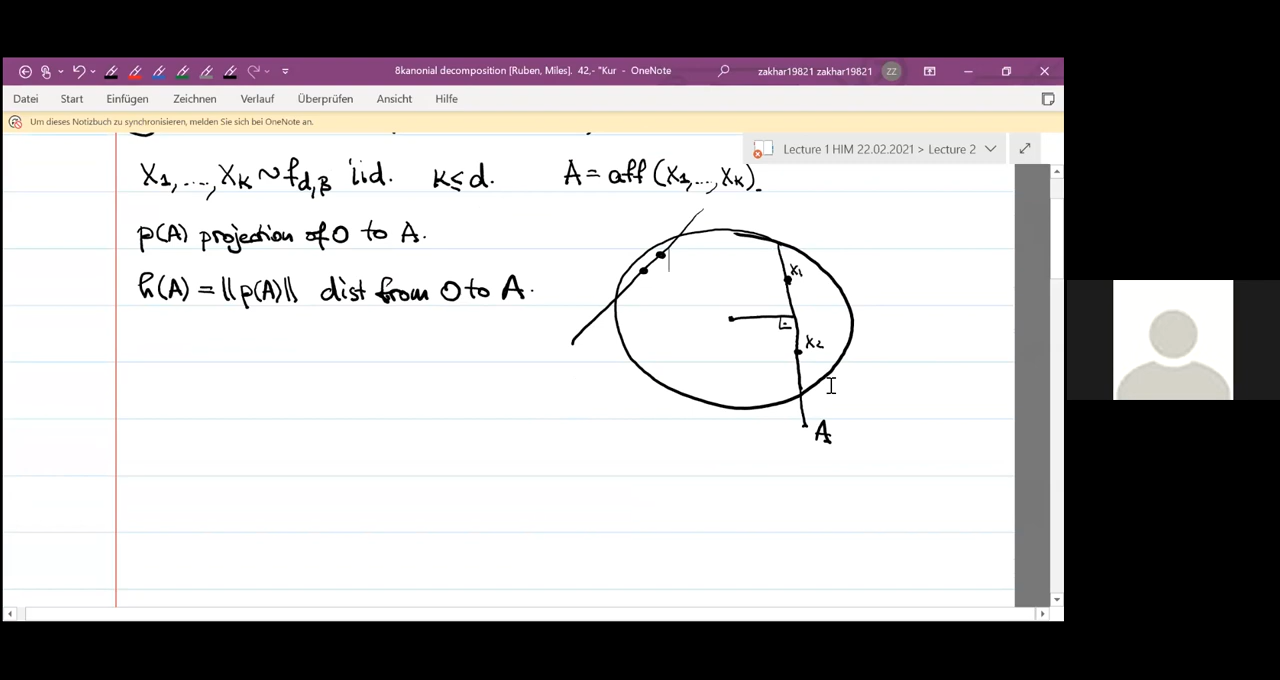 8kanonial decomposition [Ruben, Miles]. 42,- "Kur - OneNote
zakhar19821 zakhar19821 ZZ
Datei Start Einfügen Zeichnen Verlauf Überprüfen Ansicht Hilfe
Um dieses Notizbuch zu synchronisieren, melden Sie sich bei OneNote an.
Lecture 1 HIM 22.02.2021 > Lecture 2
X1,...., XK ~ fd,β iid. K≤d. A = aff (X1,..., XK).
p(A) projection of 0 to A.
h(A) = ||p(A)|| dist from 0 to A.
X1
X2
A